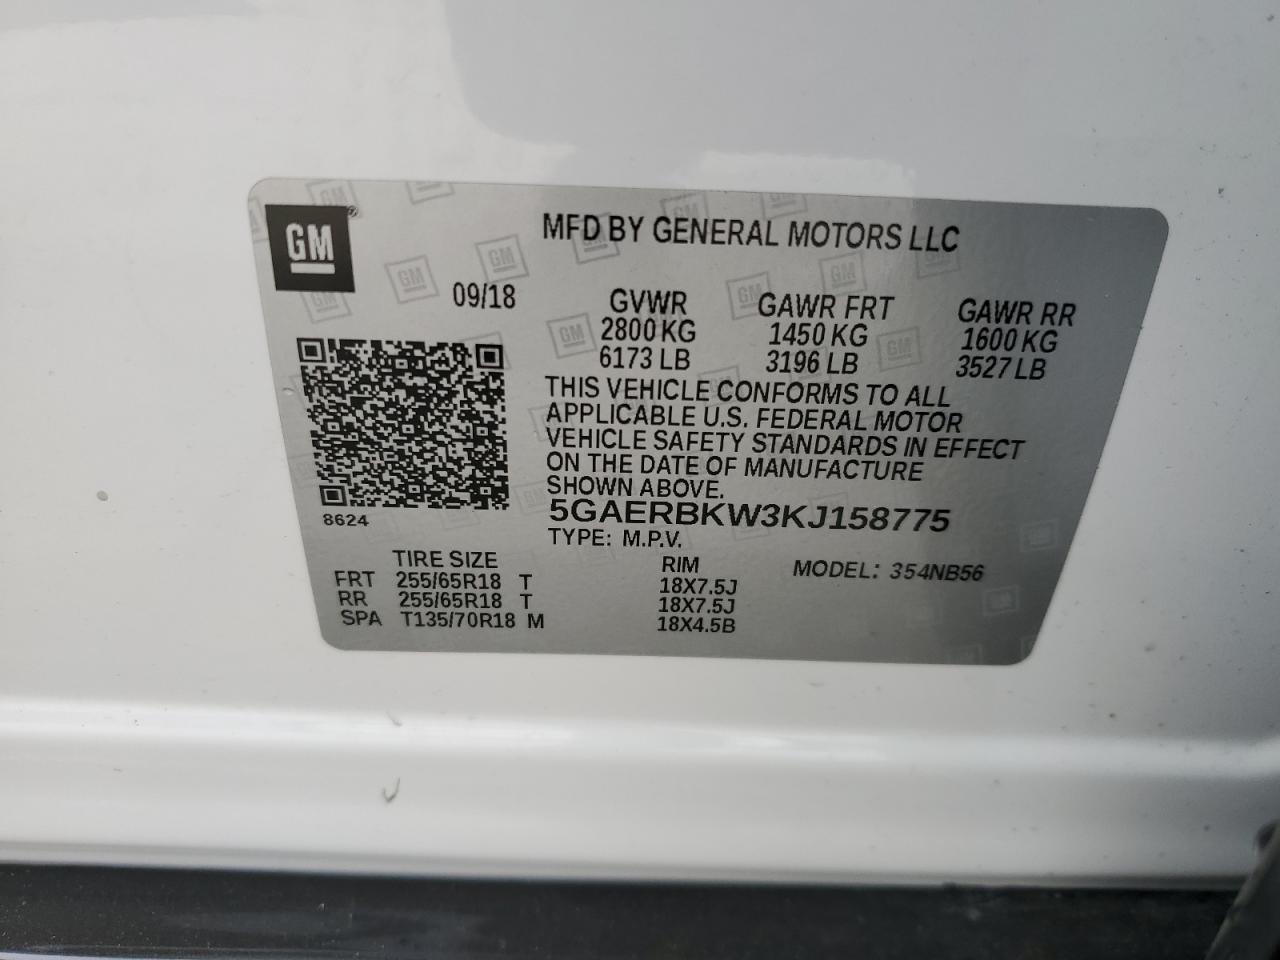 GM
MFD BY GENERAL MOTORS LLC
09/18
GVWR GAWR FRT GAWR RR
2800 KG 1450 KG 1600 KG
6173 LB 3196 LB 3527 LB
THIS VEHICLE CONFORMS TO ALL
APPLICABLE U.S. FEDERAL MOTOR
VEHICLE SAFETY STANDARDS IN EFFECT
ON THE DATE OF MANUFACTURE
SHOWN ABOVE.
5GAERBKW3KJ158775
8624
TYPE: M.P.V.
TIRE SIZE RIM MODEL: 354NB56
FRT 255/65R18 T 18X7.5J
RR 255/65R18 T 18X7.5J
SPA T135/70R18 M 18X4.5B